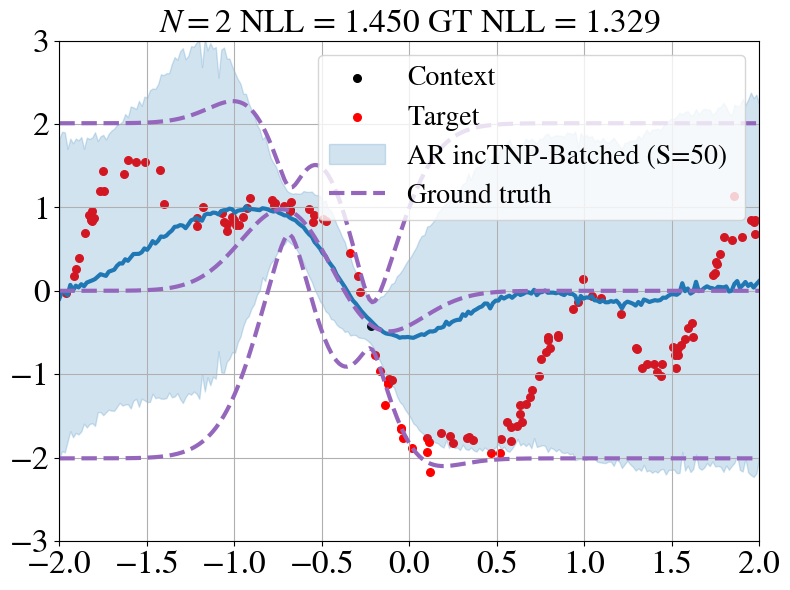 N = 2 NLL = 1.450 GT NLL = 1.329
Context
Target
AR incTNP-Batched (S=50)
Ground truth
3
2
1
0
−1
−2
−3
−2.0 −1.5 −1.0 −0.5 0.0 0.5 1.0 1.5 2.0